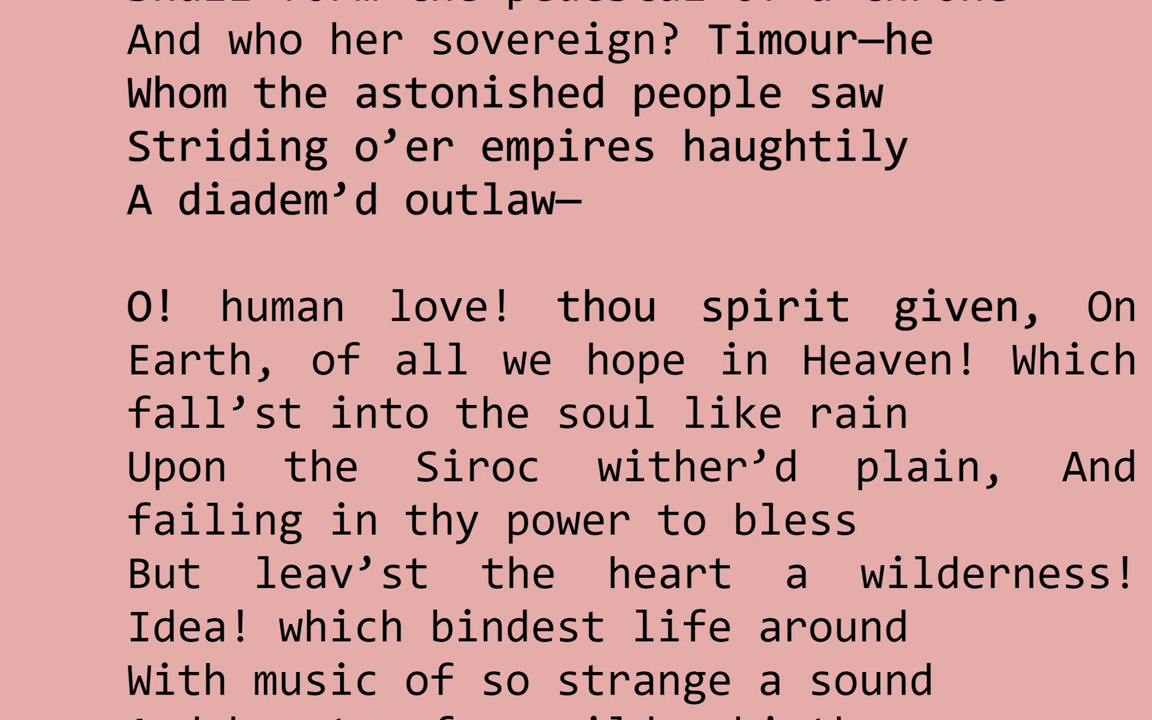 And who her sovereign? Timour—he
Whom the astonished people saw
Striding o’er empires haughtily
A diadem’d outlaw—
O! human love! thou spirit given, On
Earth, of all we hope in Heaven! Which
fall’st into the soul like rain
Upon the Siroc wither’d plain, And
failing in thy power to bless
But leav’st the heart a wilderness!
Idea! which bindest life around
With music of so strange a sound